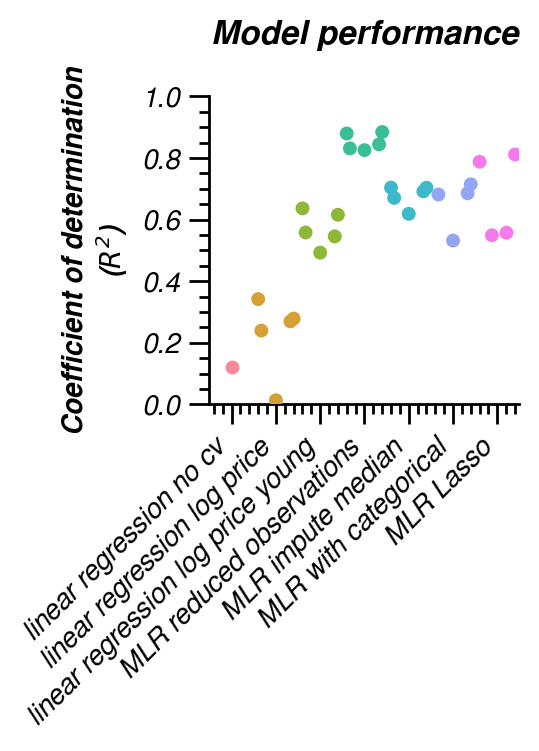 Model performance
Coefficient of determination
(R²)
1.0
0.8
0.6
0.4
0.2
0.0
linear regression no cv
linear regression log price
linear regression log price young
MLR reduced observations
MLR impute median
MLR with categorical
MLR Lasso